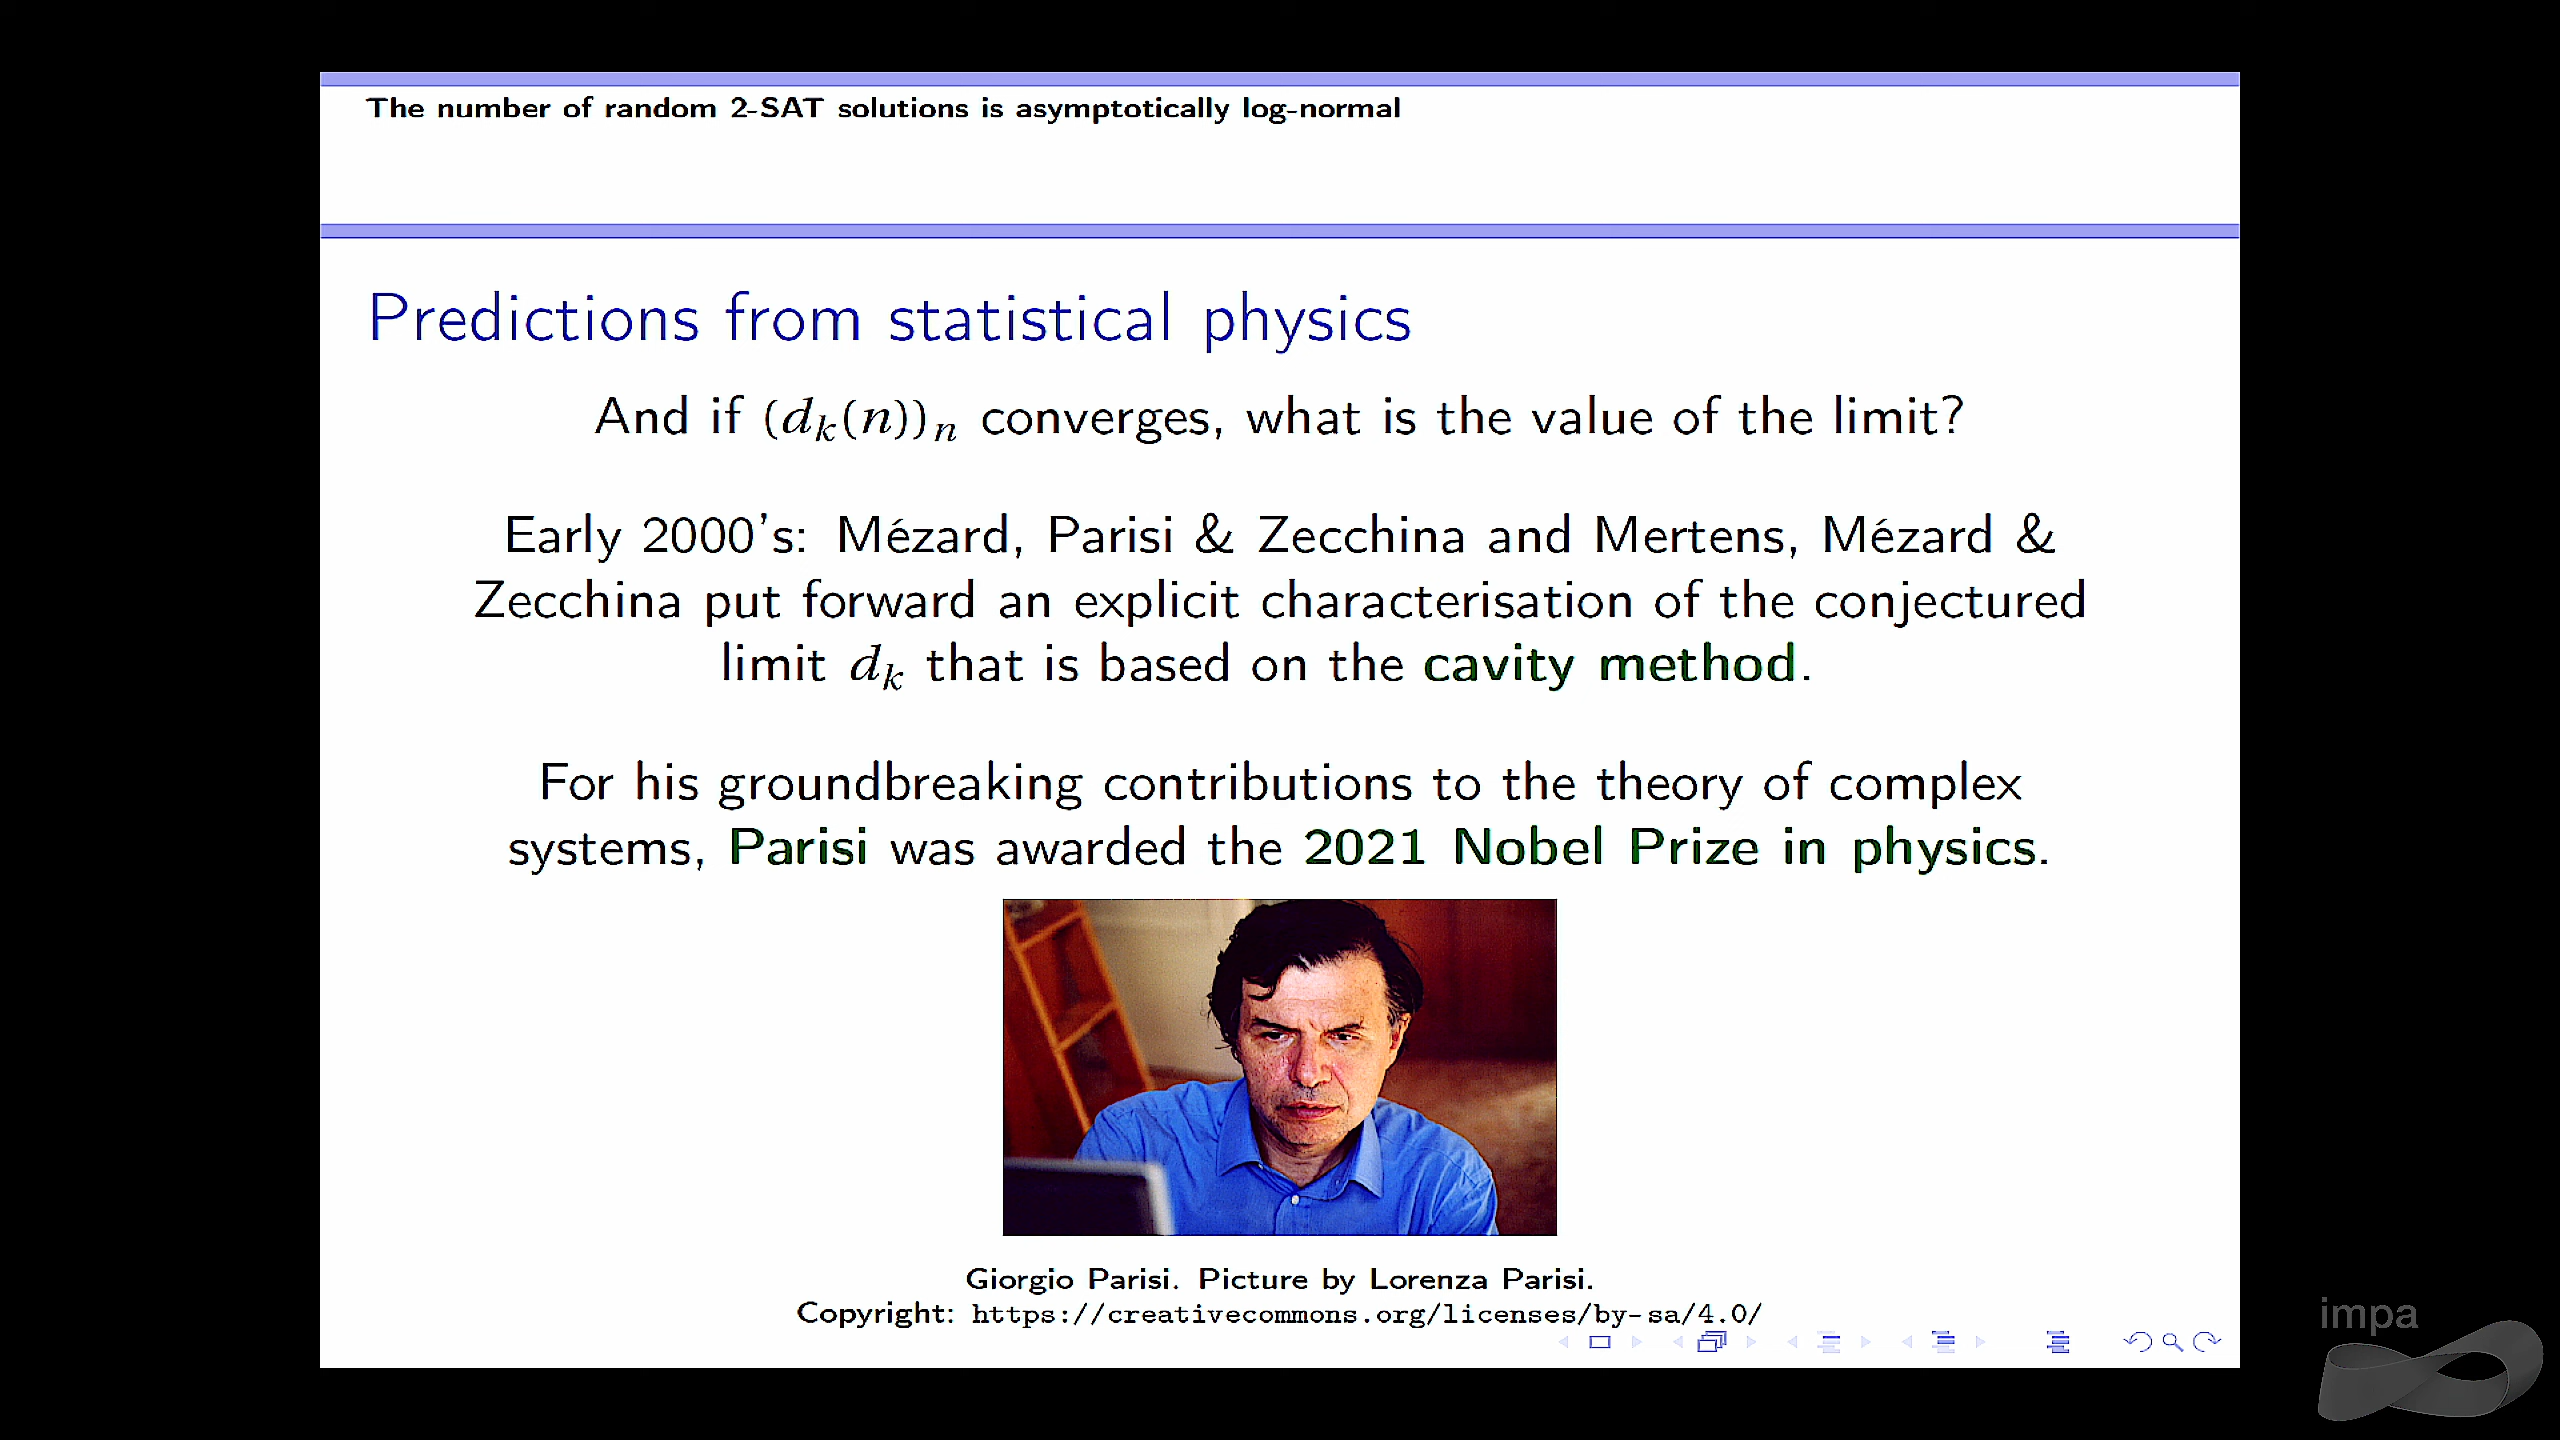 The number of random 2-SAT solutions is asymptotically log-normal
Predictions from statistical physics
And if (d_k(n))_n converges, what is the value of the limit?
Early 2000's: Mézard, Parisi & Zecchina and Mertens, Mézard &
Zecchina put forward an explicit characterisation of the conjectured
limit d_k that is based on the cavity method.
For his groundbreaking contributions to the theory of complex
systems, Parisi was awarded the 2021 Nobel Prize in physics.
Giorgio Parisi. Picture by Lorenza Parisi.
Copyright: https://creativecommons.org/licenses/by-sa/4.0/
impa